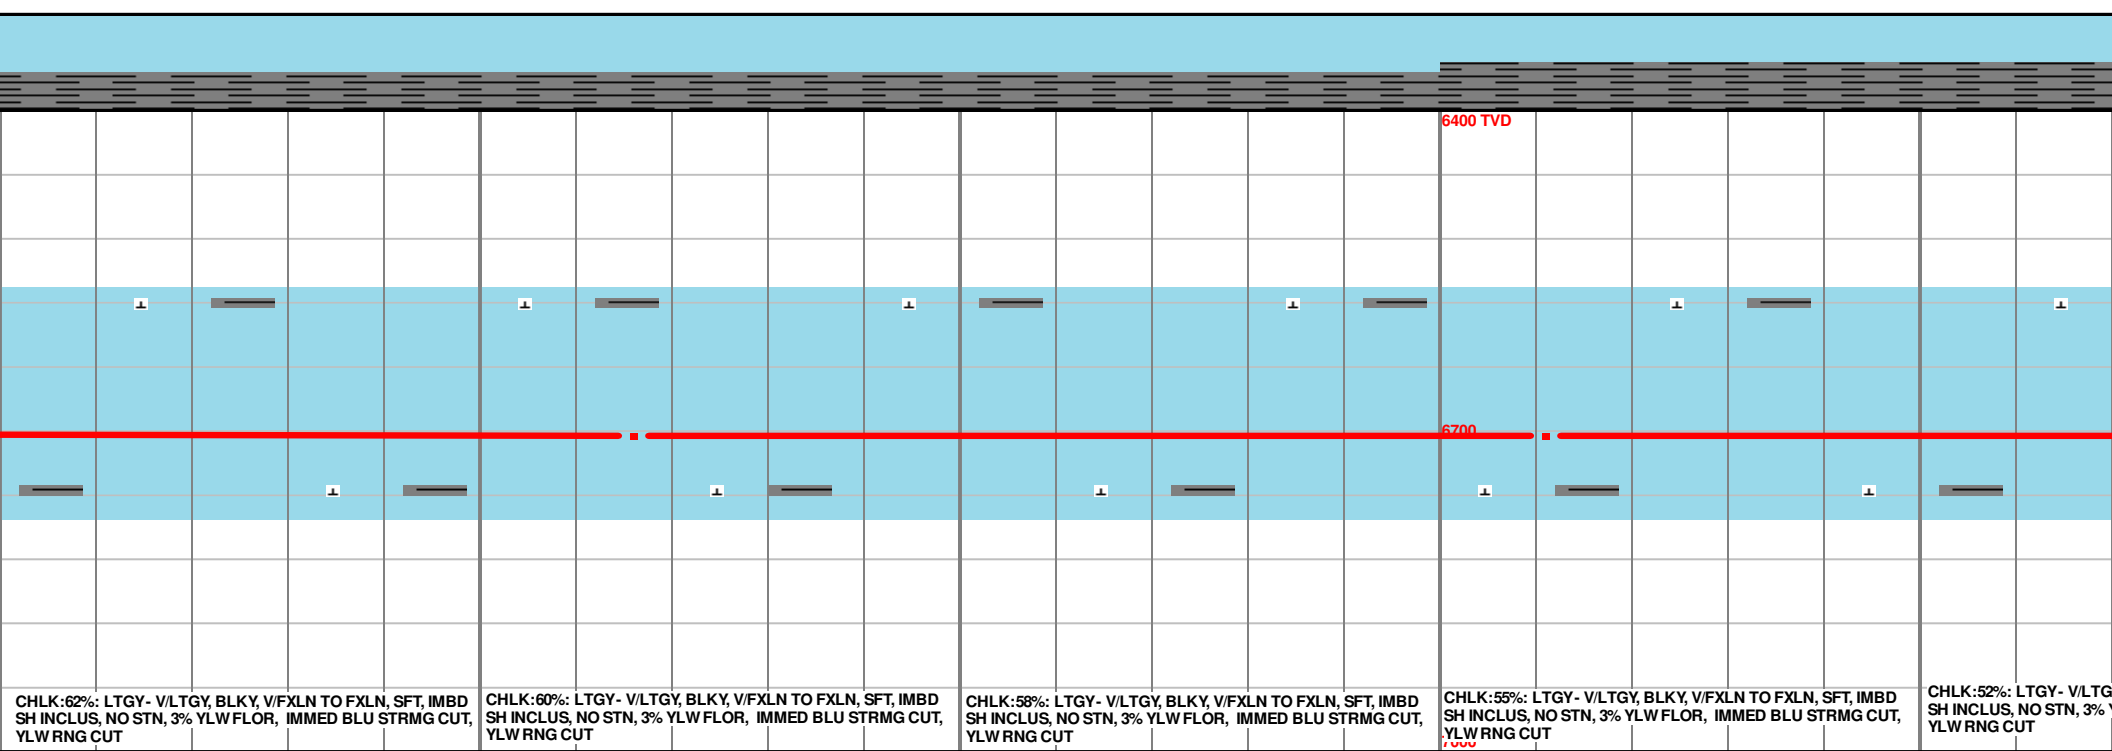 6400 TVD
6700
CHLK:62%: LTGY- V/LTGY, BLKY, V/FXLN TO FXLN, SFT, IMBD
SH INCLUS, NO STN, 3% YLW FLOR, IMMED BLU STRMG CUT,
YLW RNG CUT
CHLK:60%: LTGY- V/LTGY, BLKY, V/FXLN TO FXLN, SFT, IMBD
SH INCLUS, NO STN, 3% YLW FLOR, IMMED BLU STRMG CUT,
YLW RNG CUT
CHLK:58%: LTGY- V/LTGY, BLKY, V/FXLN TO FXLN, SFT, IMBD
SH INCLUS, NO STN, 3% YLW FLOR, IMMED BLU STRMG CUT,
YLW RNG CUT
CHLK:55%: LTGY- V/LTGY, BLKY, V/FXLN TO FXLN, SFT, IMBD
SH INCLUS, NO STN, 3% YLW FLOR, IMMED BLU STRMG CUT,
YLW RNG CUT
7000
CHLK:52%: LTGY- V/LTG
SH INCLUS, NO STN, 3%
YLW RNG CUT